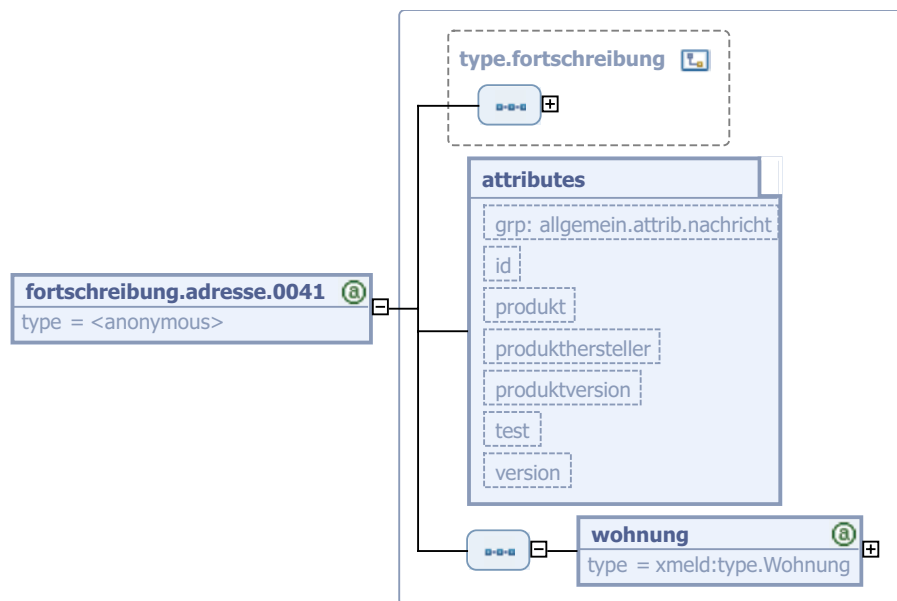 type.fortschreibung
attributes
grp: allgemein.attrib.nachricht
id
produkt
produkthersteller
produktversion
test
version
fortschreibung.adresse.0041 @
type = <anonymous>
wohnung @
type = xmeld:type.Wohnung